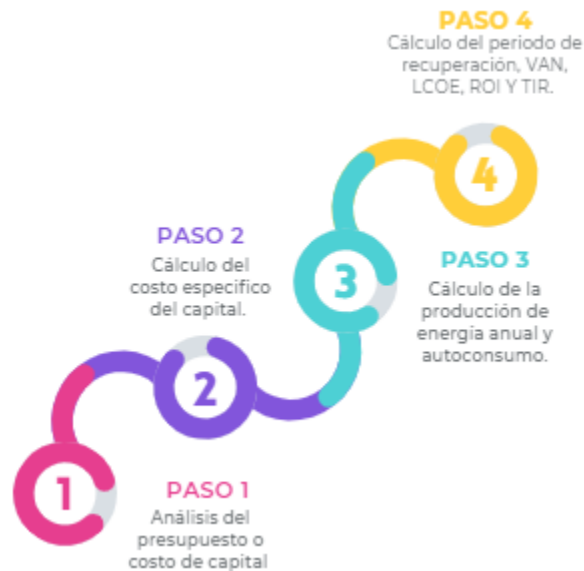 PASO 4
Cálculo del periodo de
recuperación, VAN,
LCOE, ROI Y TIR.
4
PASO 2
Cálculo del
costo especifico
del capital.
3
PASO 3
Cálculo de la
producción de
energía anual y
autoconsumo.
2
1
PASO 1
Análisis del
presupuesto o
costo de capital